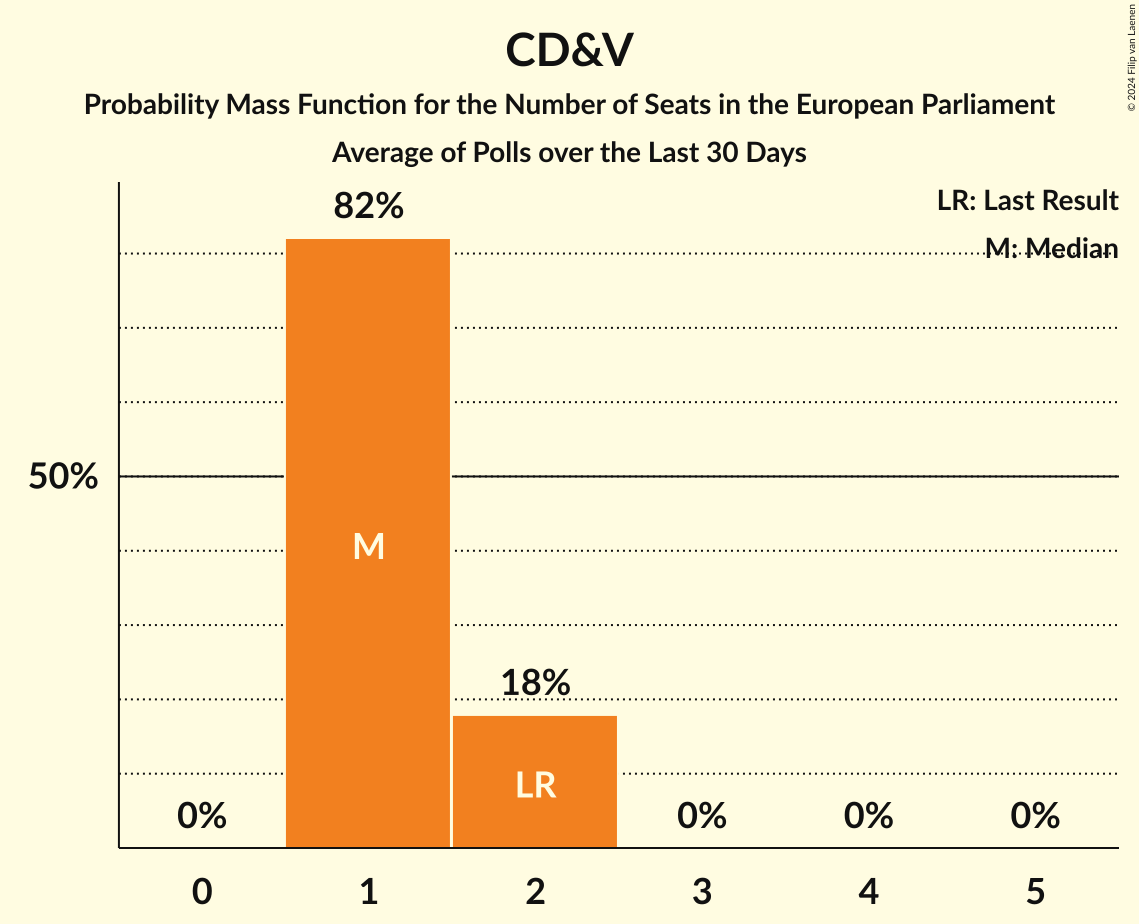 CD&V
Probability Mass Function for the Number of Seats in the European Parliament
Average of Polls over the Last 30 Days
© 2024 Filip van Laenen
LR: Last Result
M: Median
82%
50%
M
18%
LR
0%
0%
0%
0%
0 1 2 3 4 5